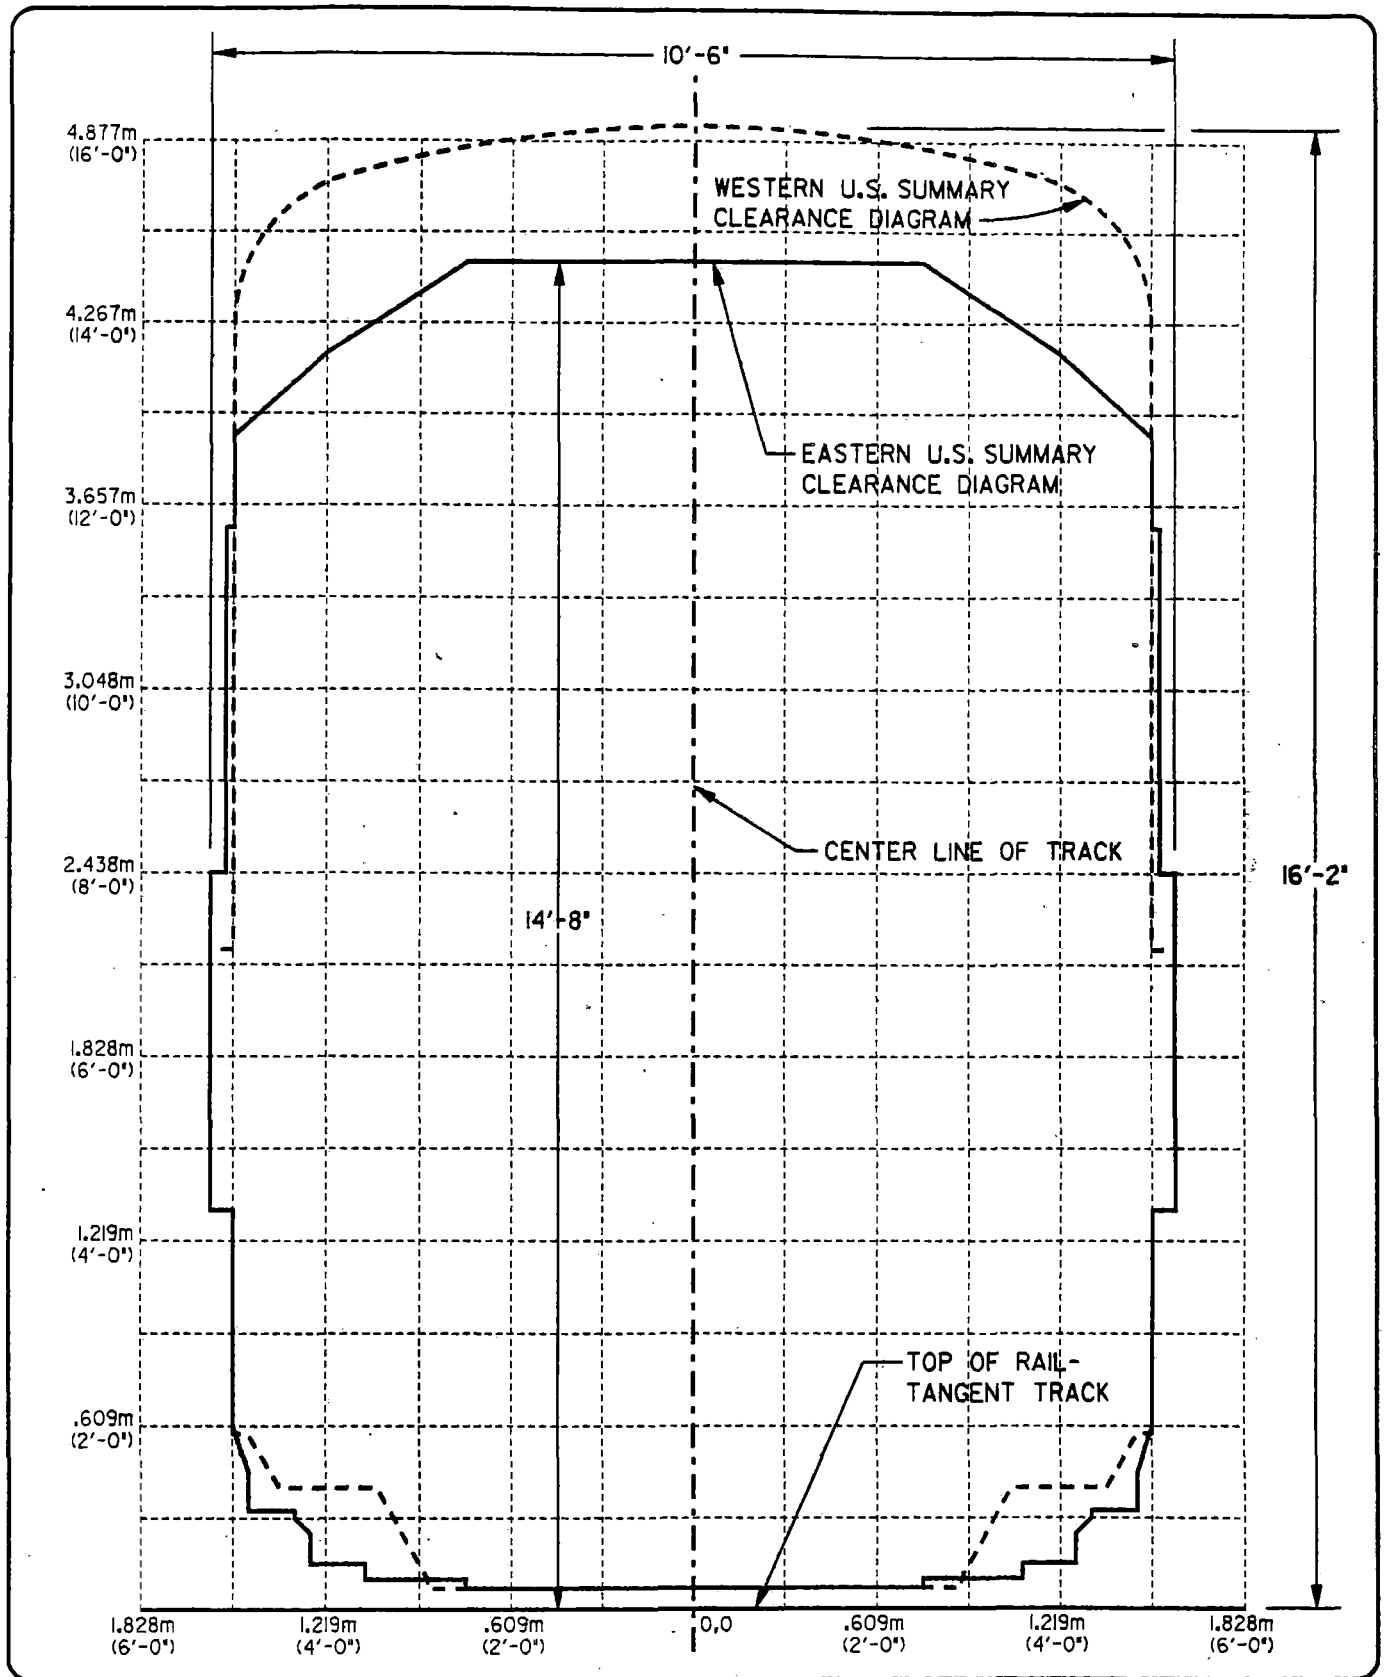 10'-6"
4.877m
(16'-0")
WESTERN U.S. SUMMARY
CLEARANCE DIAGRAM
4.267m
(14'-0")
EASTERN U.S. SUMMARY
CLEARANCE DIAGRAM
3.657m
(12'-0")
3.048m
(10'-0")
CENTER LINE OF TRACK
2.438m
(8'-0")
16'-2"
14'-8"
1.828m
(6'-0")
1.219m
(4'-0")
TOP OF RAIL-
TANGENT TRACK
.609m
(2'-0")
1.828m
(6'-0")
1.219m
(4'-0")
.609m
(2'-0")
0,0
.609m
(2'-0")
1.219m
(4'-0")
1.828m
(6'-0")